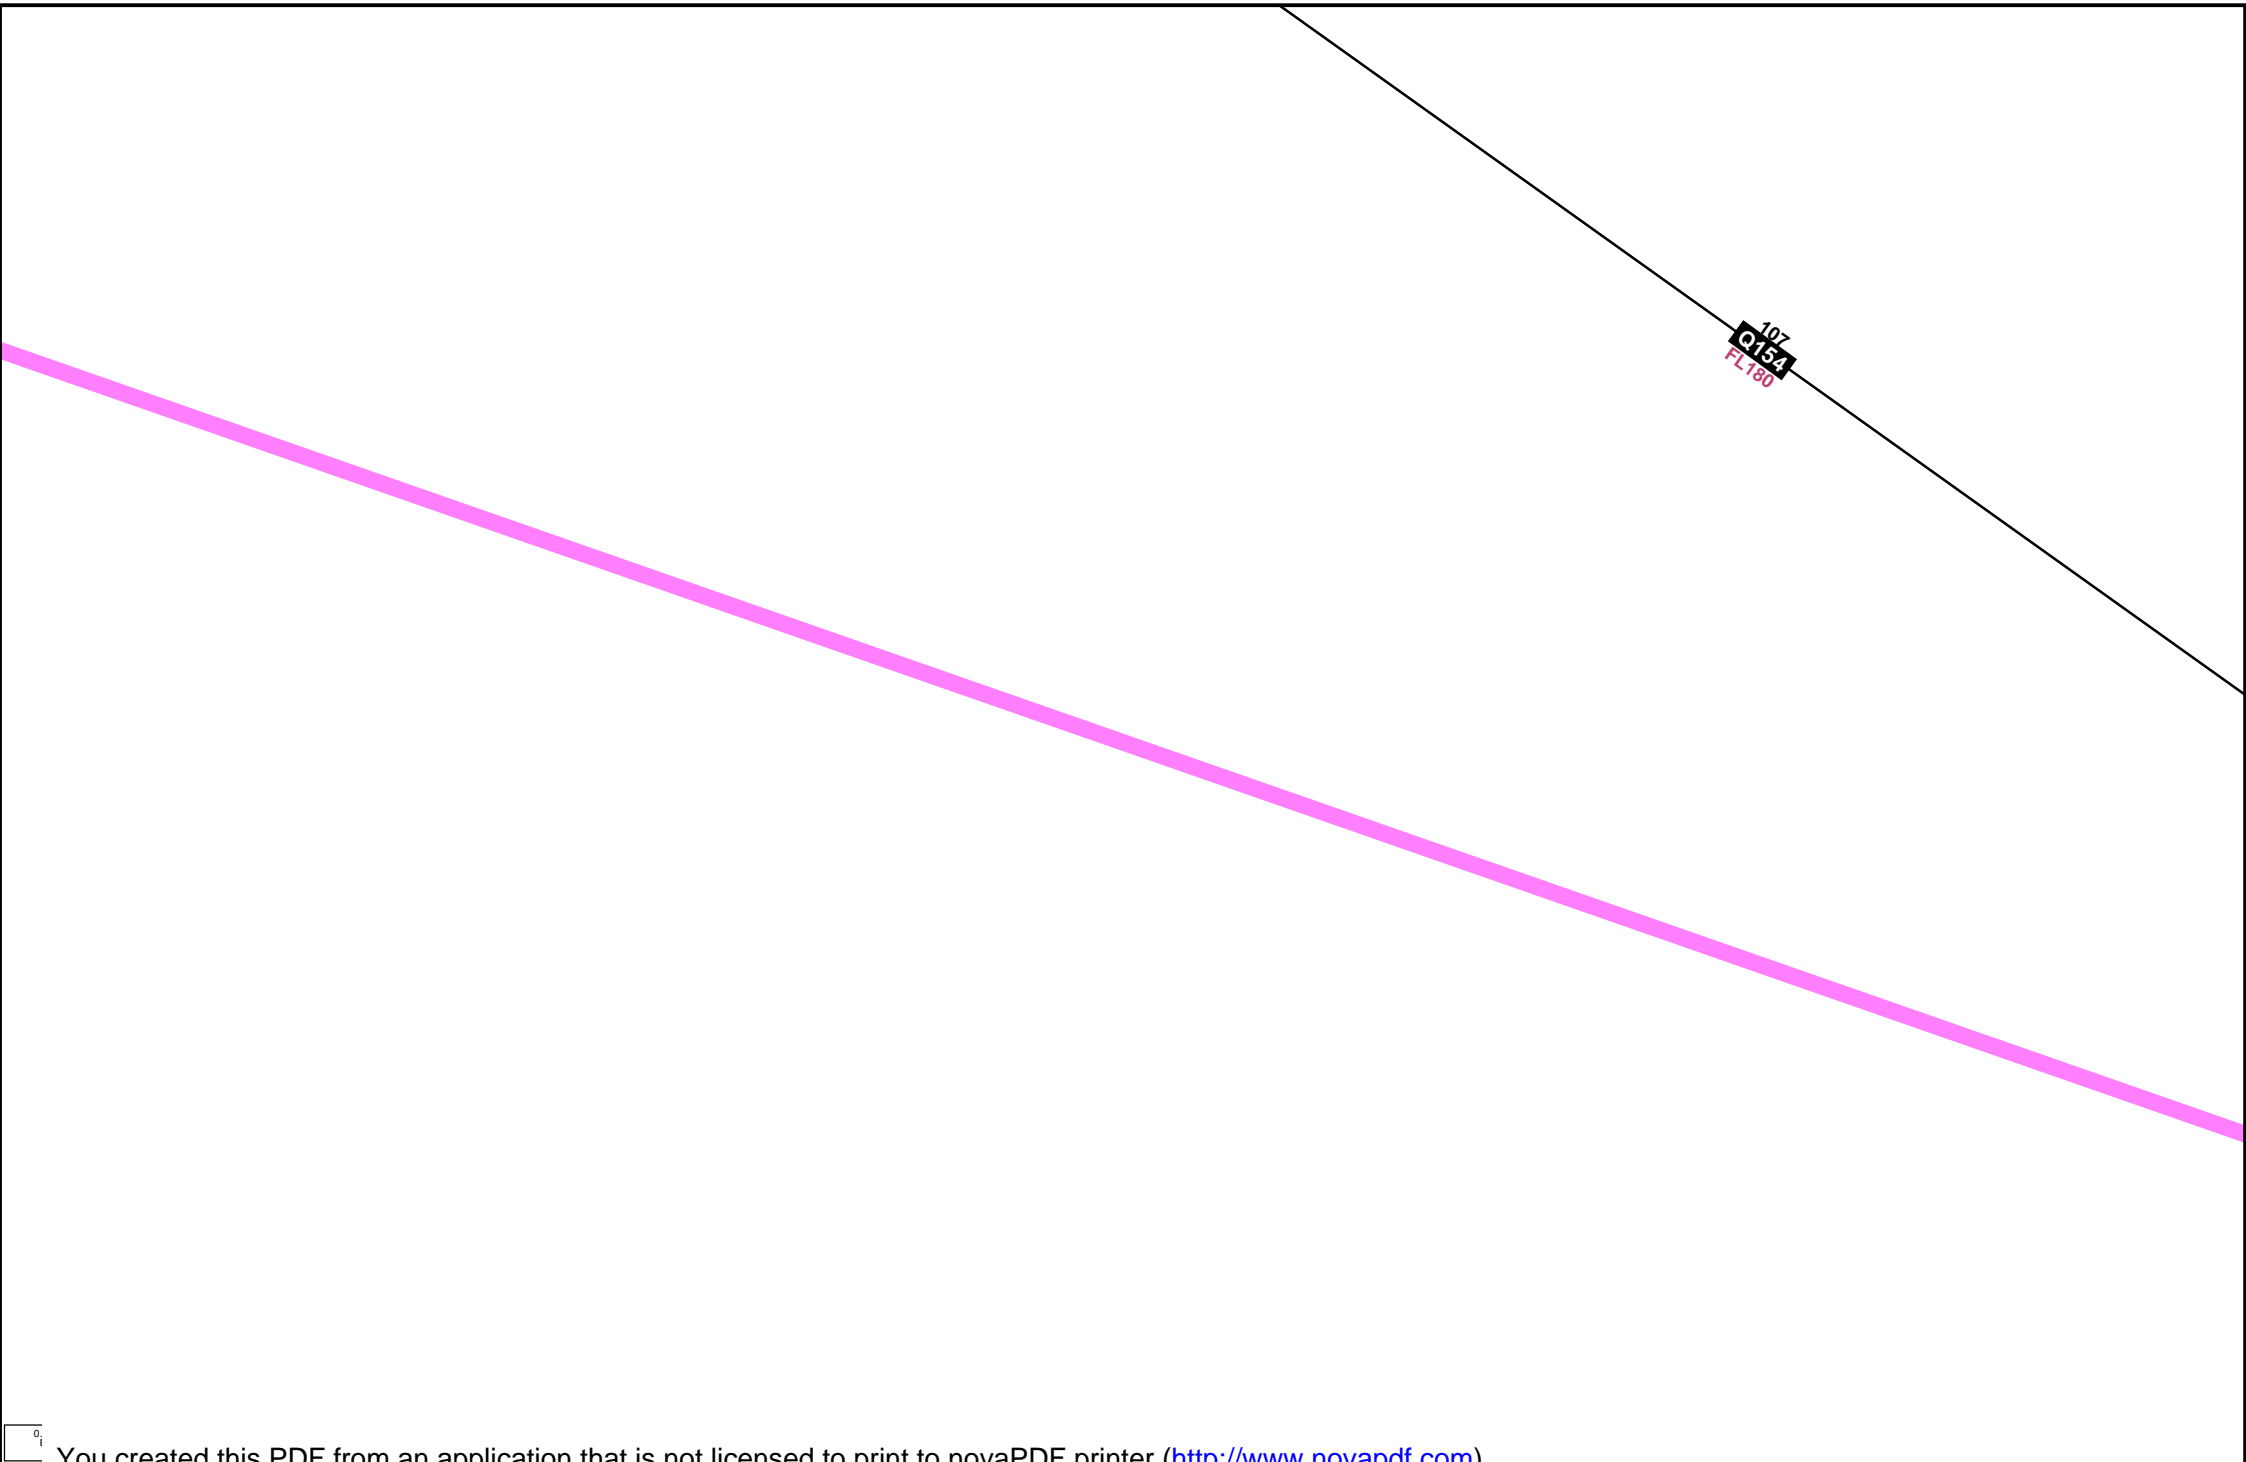 107
Q154
FL180
You created this PDF from an application that is not licensed to print to novaPDF printer (http://www.novapdf.com)